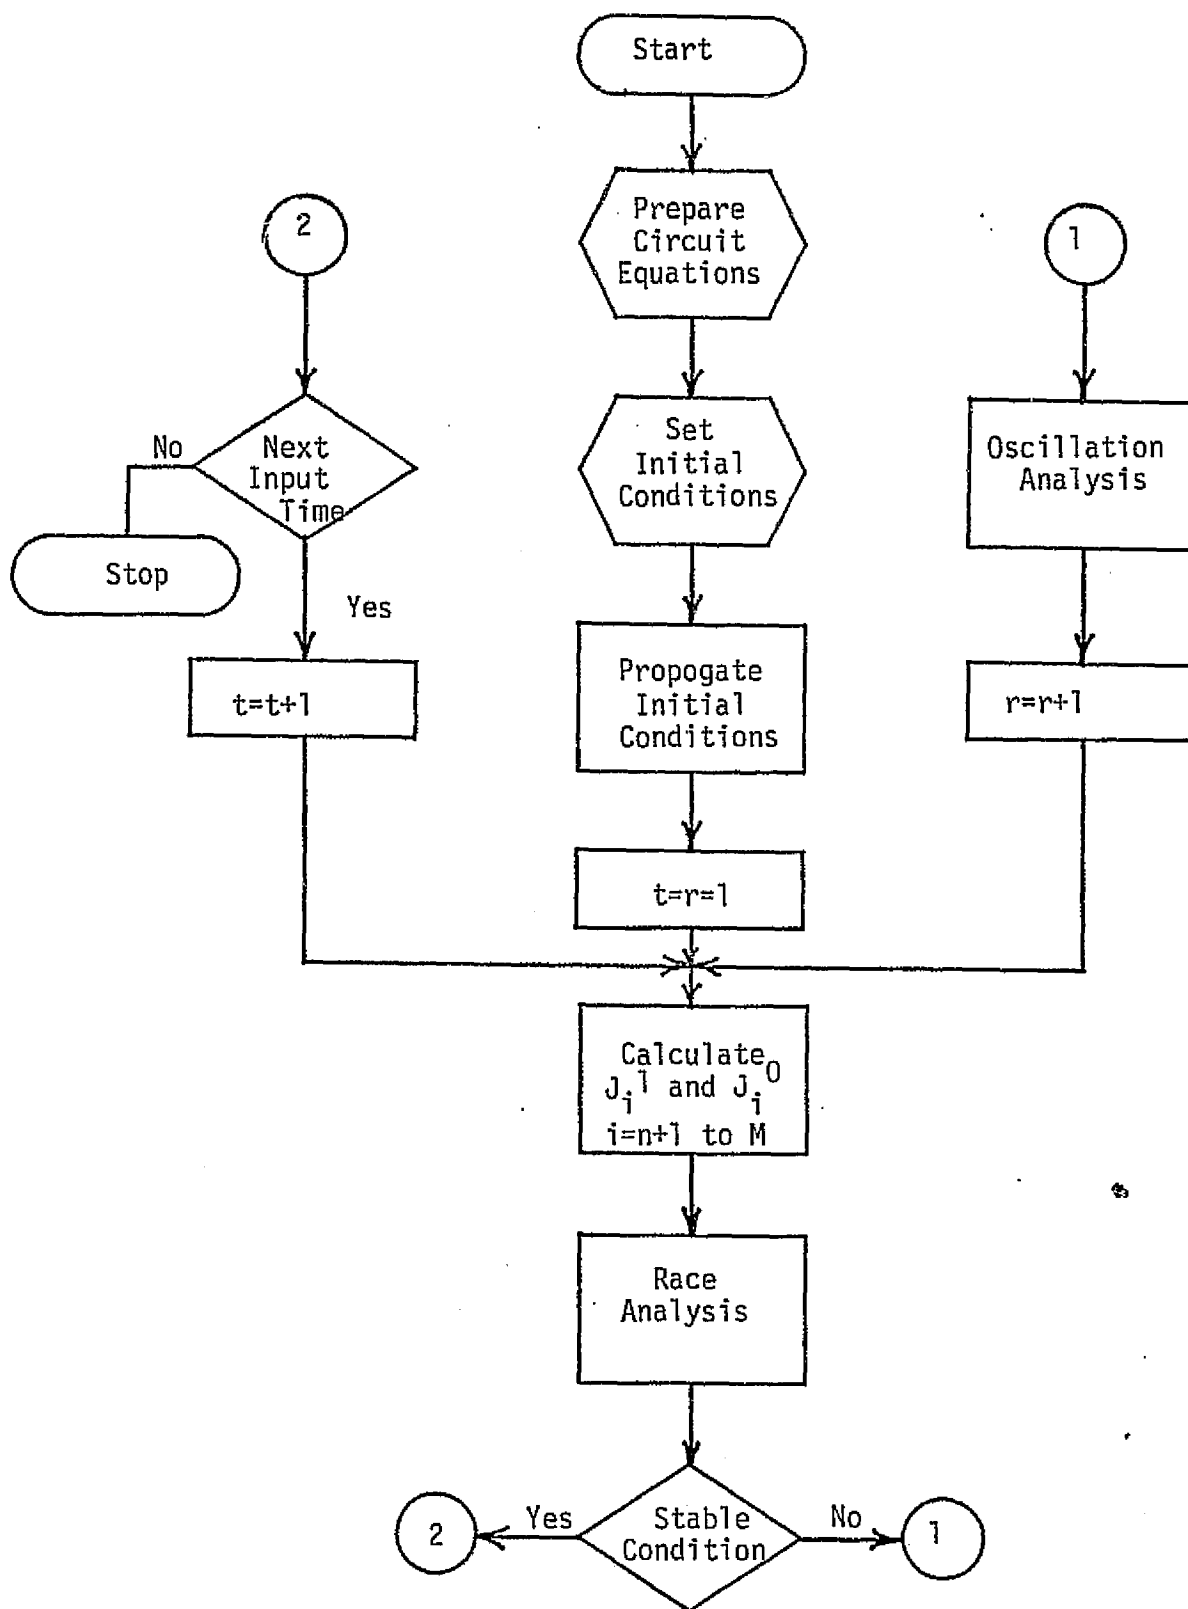 Start
Prepare
Circuit
Equations
2
1
Set
Initial
Conditions
No
Next
Input
Time
Oscillation
Analysis
Stop
Yes
Propogate
Initial
Conditions
t=t+1
r=r+1
t=r=1
Calculate
J_i^1 and J_i^0
i=n+1 to M
Race
Analysis
2
Yes
Stable
Condition
No
1